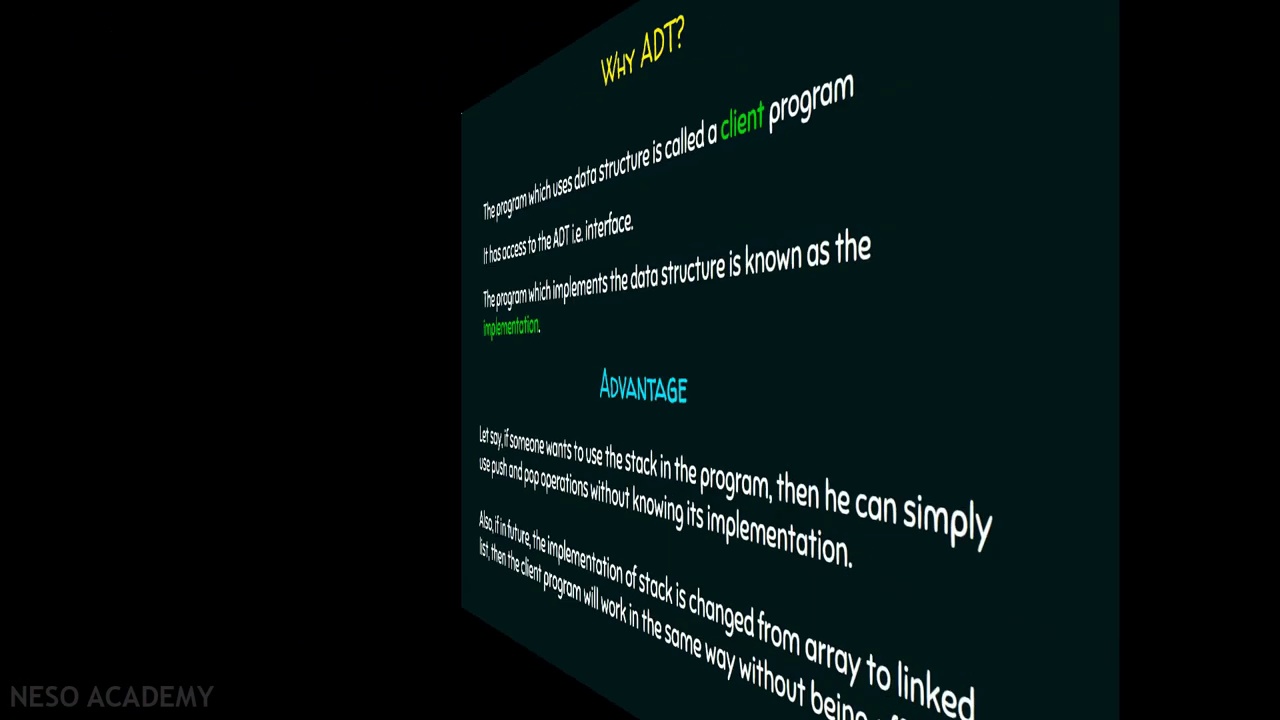 WHY ADT?
The program which uses data structure is called a client program
It has access to the ADT i.e. interface.
The program which implements the data structure is known as the
implementation.
ADVANTAGE
Let say, if someone wants to use the stack in the program, then he can simply
use push and pop operations without knowing its implementation.
Also, if in future, the implementation of stack is changed from array to linked
list, then the client program will work in the same way without being
NESO ACADEMY